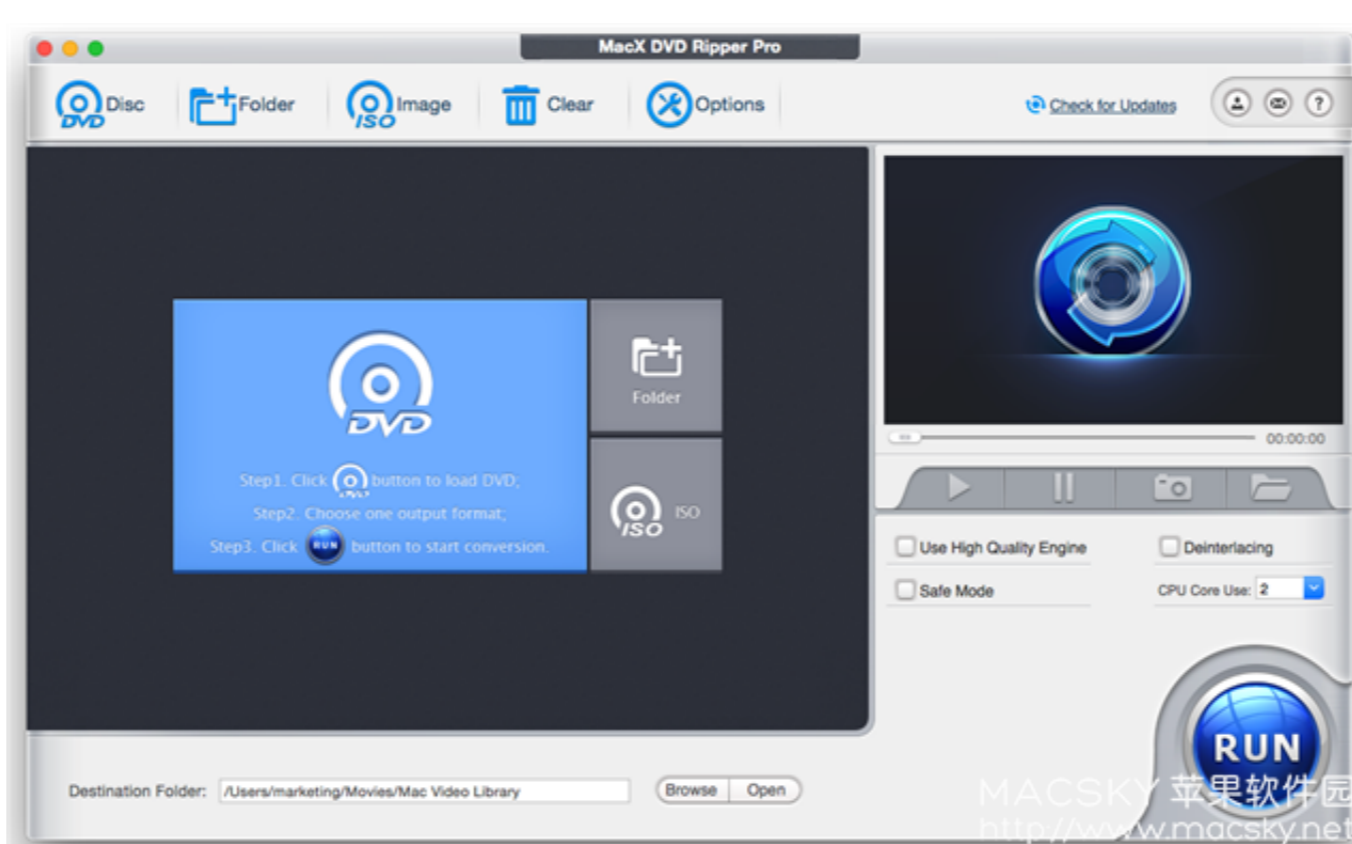 MacX DVD Ripper Pro
DVD Disc Folder ISO Image Clear Options Check for Updates ?
DVD
Step1. Click DVD button to load DVD;
Step2. Choose one output format;
Step3. Click RUN button to start conversion.
Folder
ISO ISO
00:00:00
Use High Quality Engine Deinterlacing
Safe Mode CPU Core Use: 2
RUN
Destination Folder: /Users/marketing/Movies/Mac Video Library Browse Open
MACSKY 苹果软件园
http://www.macsky.net